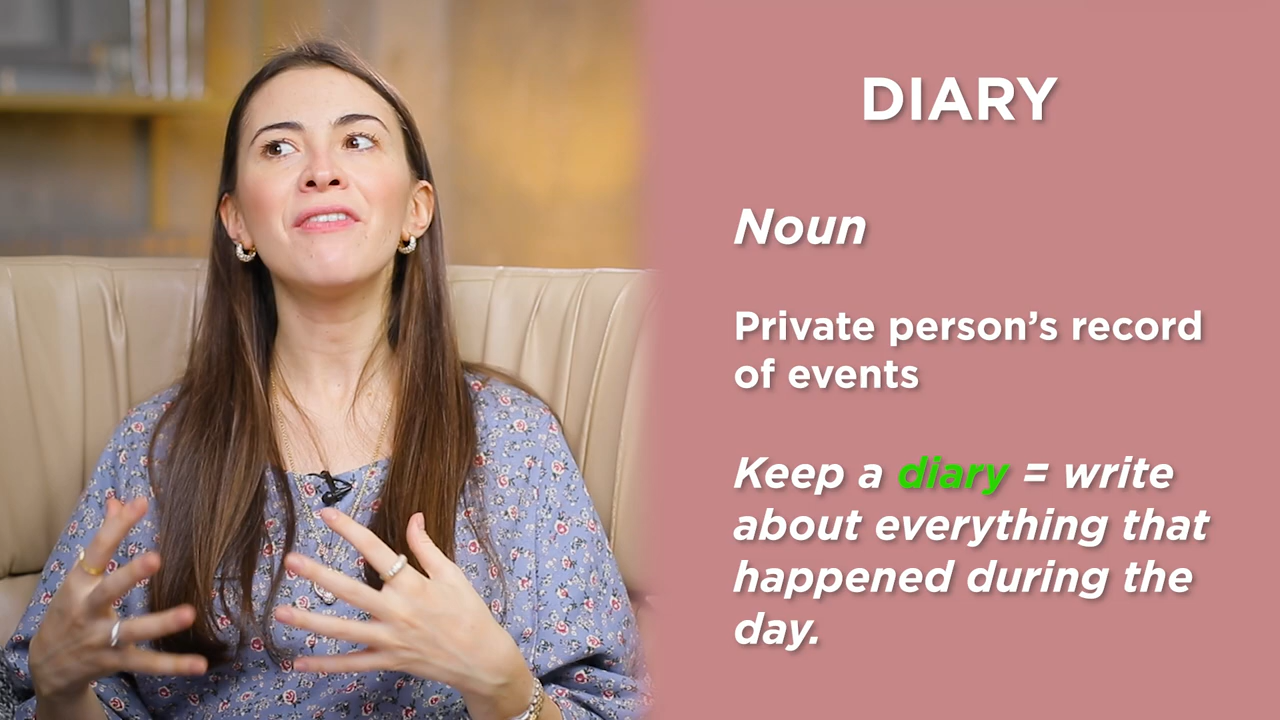 DIARY
Noun
Private person’s record
of events
Keep a diary = write
about everything that
happened during the
day.